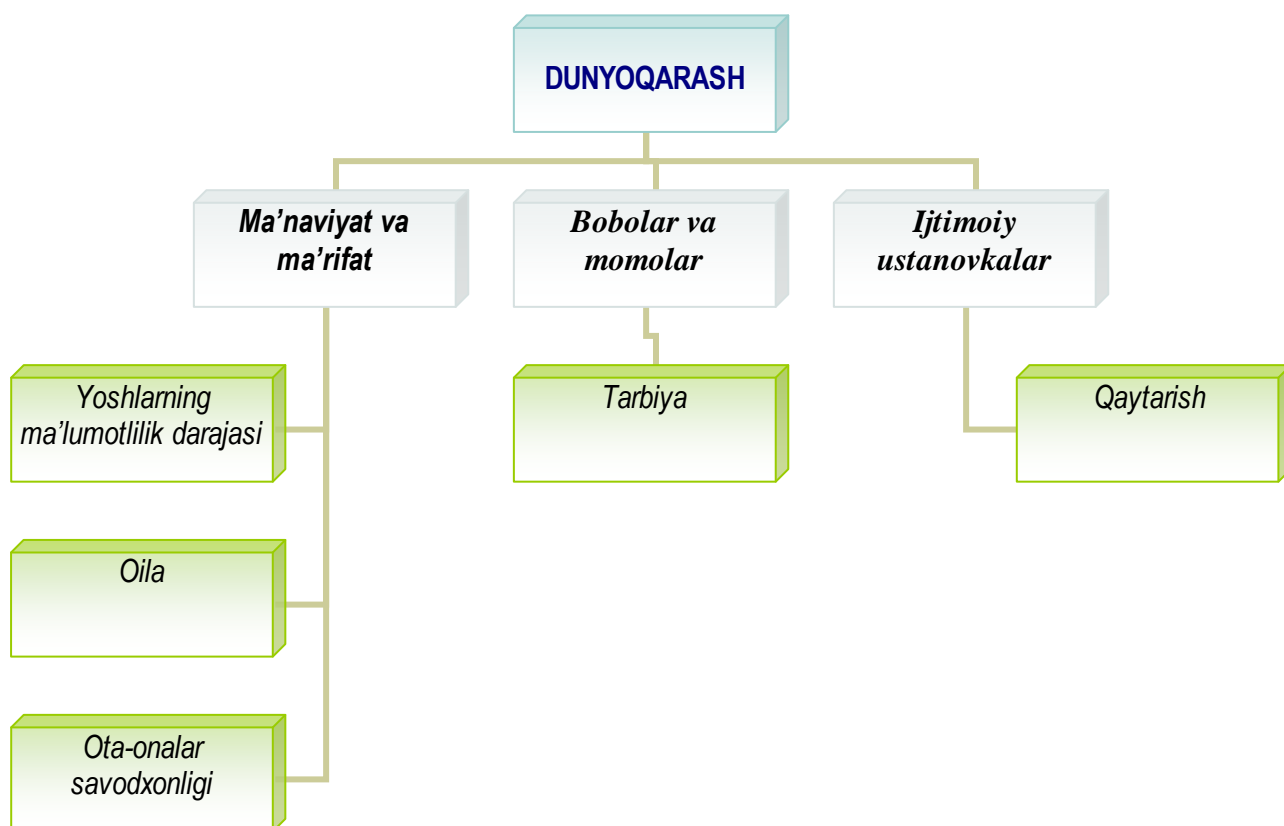 DUNYOQARASH
Ma’naviyat va
ma’rifat
Bobolar va
momolar
Ijtimoiy
ustanovkalar
Yoshlarning
ma’lumotlilik darajasi
Tarbiya
Qaytarish
Oila
Ota-onalar
savodxonligi